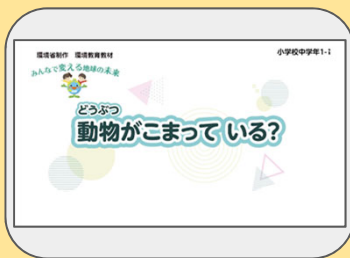 環境省制作　環境教育教材
小学校中学年1-1
みんなで変える地球の未来
どうぶつ
動物がこまって いる?